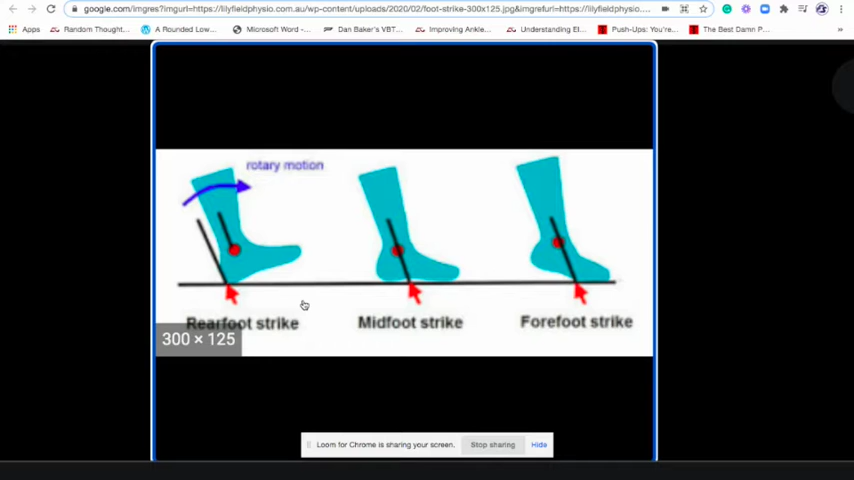 google.com/imgres?imgurl=https://lilyfieldphysio.com.au/wp-content/uploads/2020/02/foot-strike-300x125.jpg&imgrefurl=https://lilyfieldphysio....
Apps Random Thought... A Rounded Low... Microsoft Word -... Dan Baker's VBT... Improving Ankle... Understanding El... Push-Ups: You're... The Best Damn P... »
rotary motion
Rearfoot strike Midfoot strike Forefoot strike
300 × 125
Loom for Chrome is sharing your screen. Stop sharing Hide